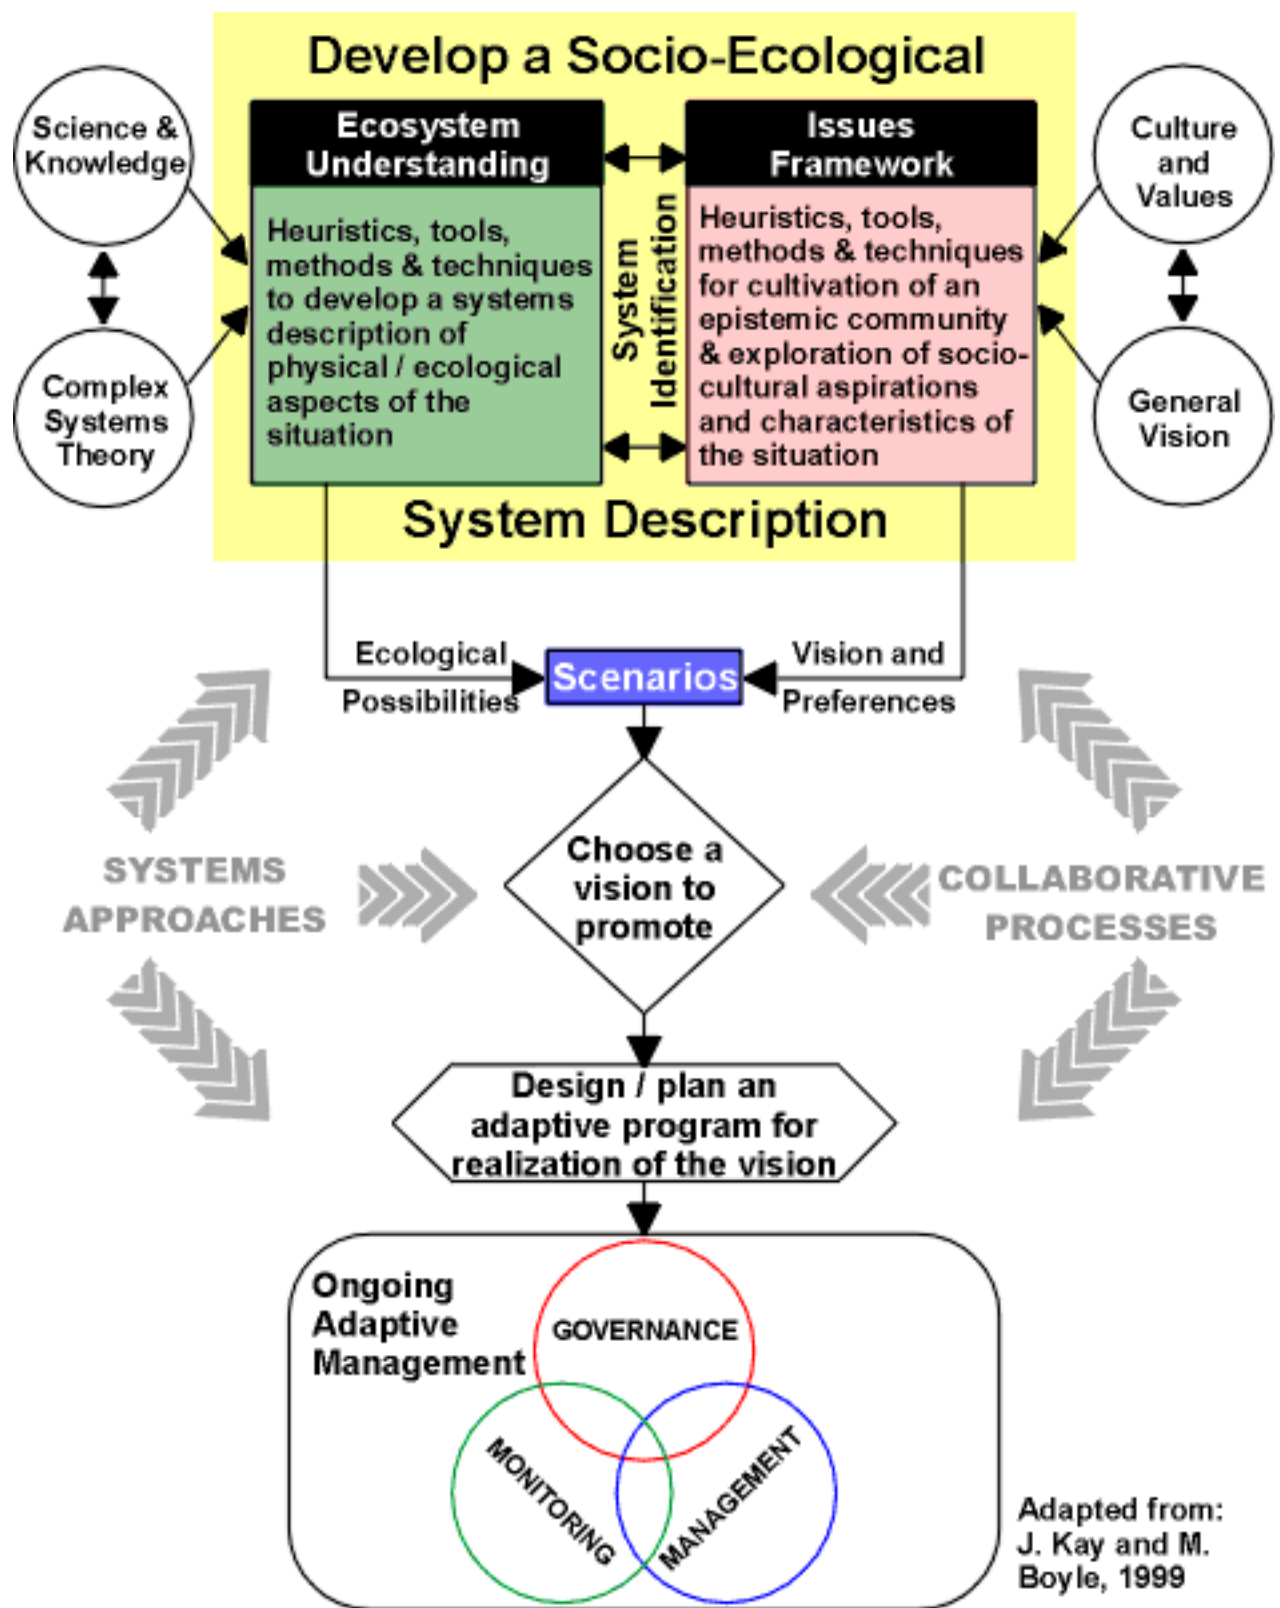 Develop a Socio-Ecological
Science &
Knowledge
Complex
Systems
Theory
Ecosystem
Understanding
Heuristics, tools,
methods & techniques
to develop a systems
description of
physical / ecological
aspects of the
situation
System
Identification
Issues
Framework
Heuristics, tools,
methods & techniques
for cultivation of an
epistemic community
& exploration of socio-
cultural aspirations
and characteristics of
the situation
Culture
and
Values
General
Vision
System Description
Ecological
Possibilities
Scenarios
Vision and
Preferences
SYSTEMS
APPROACHES
Choose a
vision to
promote
COLLABORATIVE
PROCESSES
Design / plan an
adaptive program for
realization of the vision
Ongoing
Adaptive
Management
GOVERNANCE
MONITORING
MANAGEMENT
Adapted from:
J. Kay and M.
Boyle, 1999